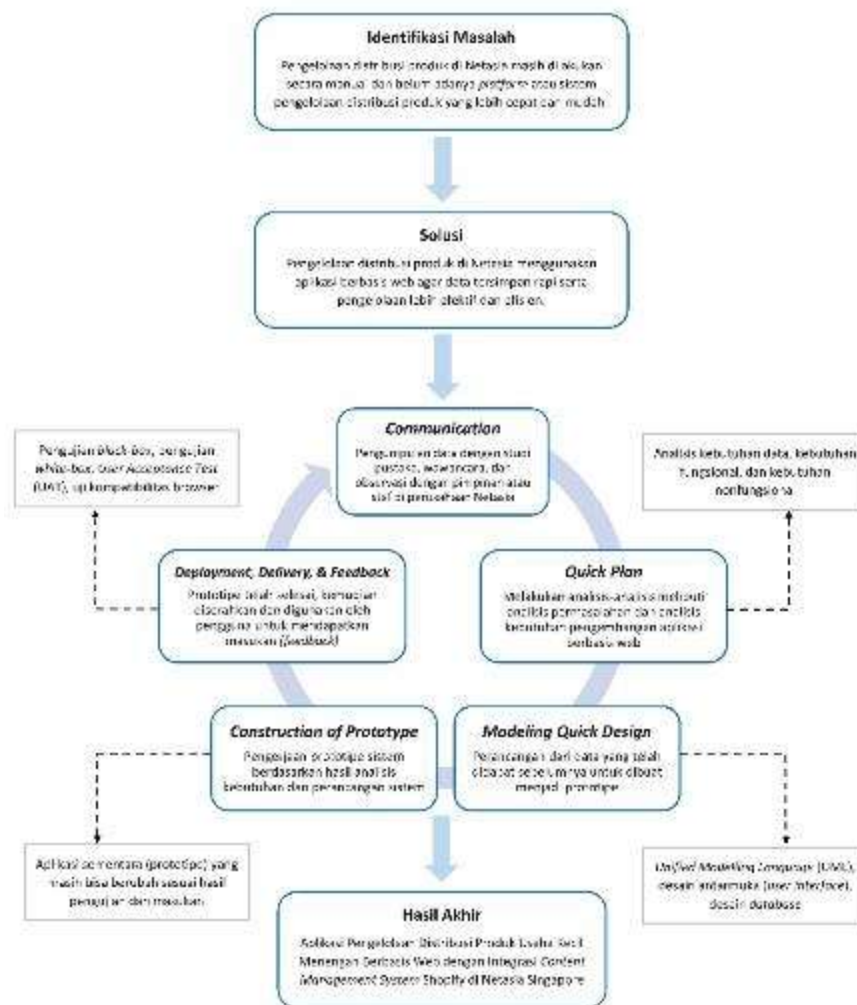 Identifikasi Masalah
Pengelolaan distribusi produk di Netasia masih dilakukan
secara manual dan belum adanya platform atau sistem
pengelolaan distribusi produk yang lebih cepat dan mudah
Solusi
Pengelolaan distribusi produk di Netasia menggunakan
aplikasi berbasis web agar data tersimpan rapi serta
pengelolaan lebih efektif dan efisien.
Communication
Pengumpulan data dengan studi
pustaka, wawancara, dan
observasi dengan pimpinan atau
staf di perusahaan Netasia
Pengujian black-box, pengujian
white-box, User Acceptance Test
(UAT), uji kompatibilitas browser
Analisis kebutuhan data, kebutuhan
fungsional, dan kebutuhan
nonfungsional
Deployment, Delivery, & Feedback
Prototipe telah selesai, kemudian
diserahkan dan digunakan oleh
pengguna untuk mendapatkan
masukan (feedback)
Quick Plan
Melakukan analisis-analisis meliputi
analisis permasalahan dan analisis
kebutuhan pengembangan aplikasi
berbasis web
Construction of Prototype
Pengerjaan prototipe sistem
berdasarkan hasil analisis
kebutuhan dan perancangan sistem
Modeling Quick Design
Perancangan dari data yang telah
didapat sebelumnya untuk dibuat
menjadi prototipe
Aplikasi sementara (prototipe) yang
masih bisa berubah sesuai hasil
pengujian dan masukan
Unified Modelling Language (UML),
desain antarmuka (user interface),
desain database
Hasil Akhir
Aplikasi Pengelolaan Distribusi Produk Usaha Kecil
Menengah Berbasis Web dengan Integrasi Content
Management System Shopify di Netasia Singapore